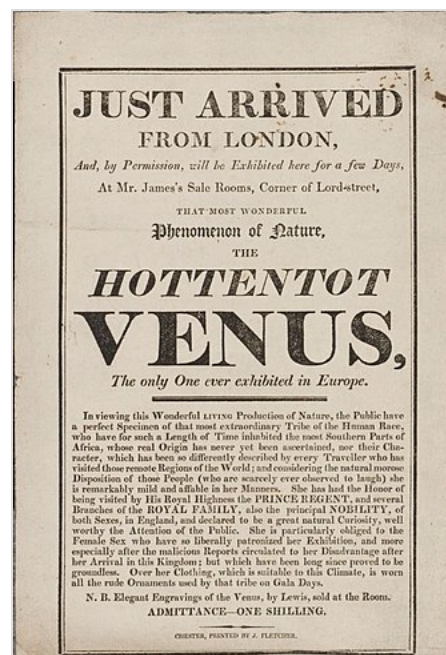 JUST ARRIVED
FROM LONDON,
And, by Permission, will be Exhibited here for a few Days,
At Mr. James's Sale Rooms, Corner of Lord-street,
THAT MOST WONDERFUL
Phenomenon of Nature,
THE
HOTTENTOT
VENUS,
The only One ever exhibited in Europe.
In viewing this Wonderful LIVING Production of Nature, the Public have
a perfect Specimen of that most extraordinary Tribe of the Human Race,
who have for such a Length of Time inhabited the most Southern Parts of
Africa, whose real Origin has never yet been ascertained, nor their Cha-
racter, which has been so differently described by every Traveller who has
visited those remote Regions of the World; and considering the natural morose
Disposition of those People (who are scarcely ever observed to laugh) she
is remarkably mild and affable in her Manners. She has had the Honor of
being visited by His Royal Highness the PRINCE REGENT, and several
Branches of the ROYAL FAMILY, also the principal NOBILITY, of
both Sexes, in England, and declared to be a great natural Curiosity, well
worthy the Attention of the Public. She is particularly obliged to the
Female Sex who have so liberally patronized her Exhibition, and more
especially after the malicious Reports circulated to her Disadvantage after
her Arrival in this Kingdom; but which have been long since proved to be
groundless. Over her Clothing, which is suitable to this Climate, is worn
all the rude Ornaments used by that tribe on Gala Days.
N. B. Elegant Engravings of the Venus, by Lewis, sold at the Room.
ADMITTANCE—ONE SHILLING.
CHESTER, PRINTED BY J. FLETCHER.